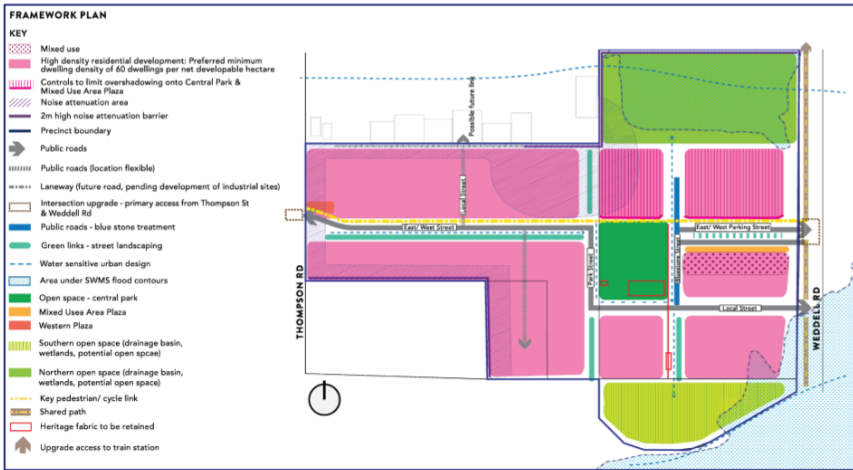 FRAMEWORK PLAN
KEY
Mixed use
High density residential development: Preferred minimum
dwelling density of 60 dwellings per net developable hectare
Controls to limit overshadowing onto Central Park &
Mixed Use Area Plaza
Noise attenuation area
2m high noise attenuation barrier
Precinct boundary
Public roads
Public roads (location flexible)
Laneway (future road, pending development of industrial sites)
Intersection upgrade - primary access from Thompson St
& Weddell Rd
Public roads - blue stone treatment
Green links - street landscaping
Water sensitive urban design
Area under SWMS flood contours
Open space - central park
Mixed Usea Area Plaza
Western Plaza
Southern open space (drainage basin,
wetlands, potential open spcae)
Northern open space (drainage basin,
wetlands, potential open space)
Key pedestrian/ cycle link
Shared path
Heritage fabric to be retained
Upgrade access to train station
Possible future link
Local Street
East/ West Street
East/ West Parking Street
Park Street
Bluestone Street
Local Street
THOMPSON RD
WEDDELL RD